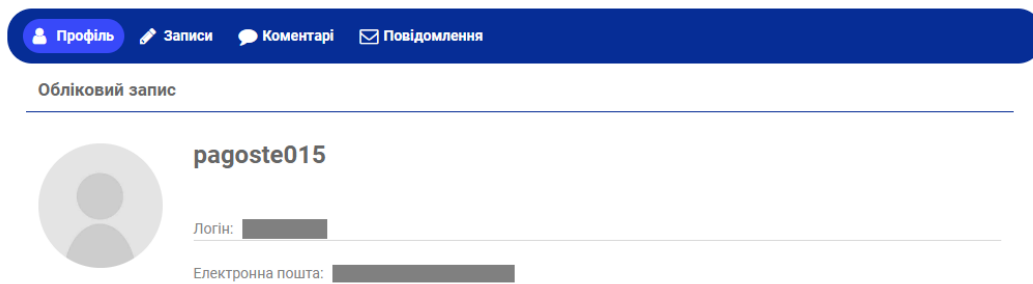 Профіль Записи Коментарі Повідомлення
Обліковий запис
pagoste015
Логін:
Електронна пошта: